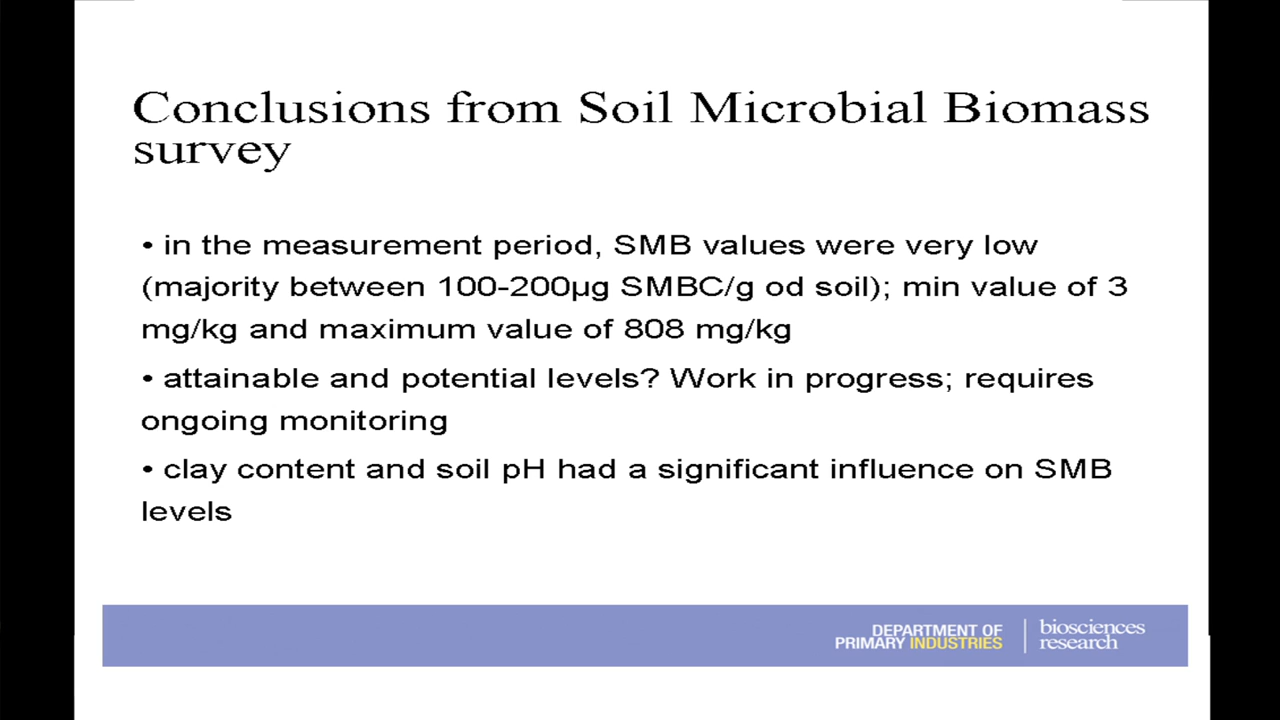 Conclusions from Soil Microbial Biomass
survey
• in the measurement period, SMB values were very low
(majority between 100-200µg SMBC/g od soil); min value of 3
mg/kg and maximum value of 808 mg/kg
• attainable and potential levels? Work in progress; requires
ongoing monitoring
• clay content and soil pH had a significant influence on SMB
levels
DEPARTMENT OF
PRIMARY INDUSTRIES
biosciences
research